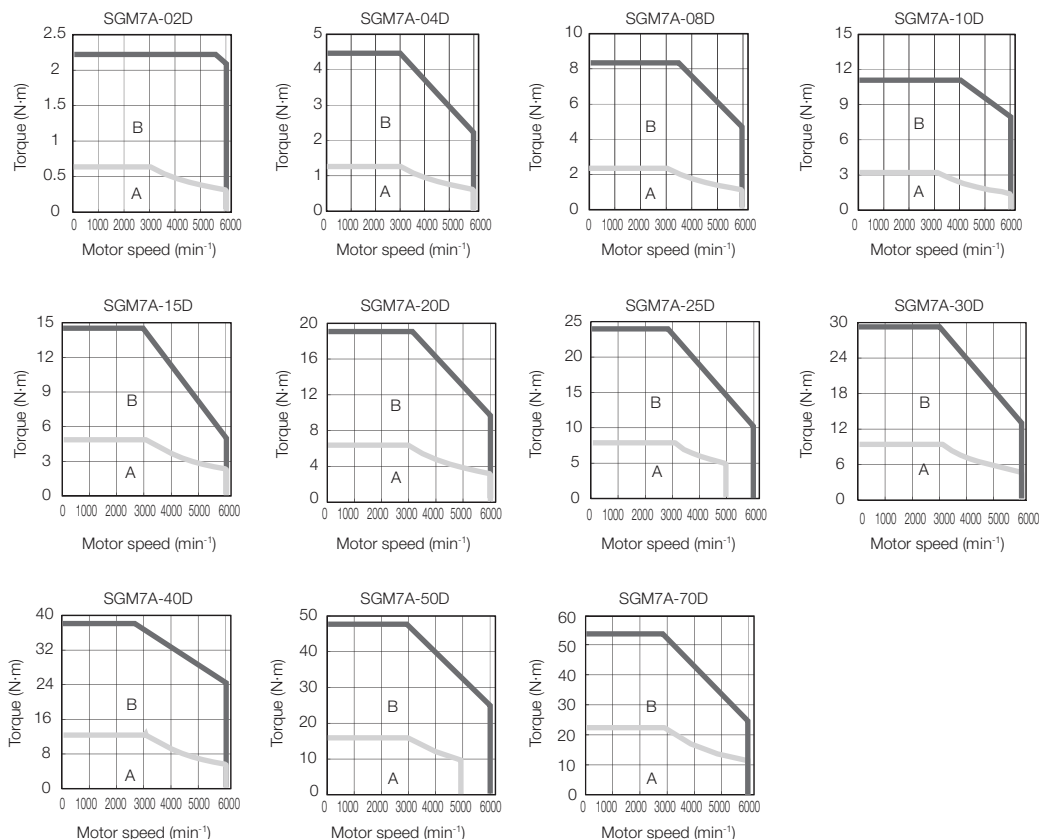 SGM7A-02D
Torque (N·m)
2.5
2
1.5
1
0.5
0
B
A
0 1000 2000 3000 4000 5000 6000
Motor speed (min-1)
SGM7A-04D
Torque (N·m)
5
4
3
2
1
0
B
A
0 1000 2000 3000 4000 5000 6000
Motor speed (min-1)
SGM7A-08D
Torque (N·m)
10
8
6
4
2
0
B
A
0 1000 2000 3000 4000 5000 6000
Motor speed (min-1)
SGM7A-10D
Torque (N·m)
15
12
9
6
3
0
B
A
0 1000 2000 3000 4000 5000 6000
Motor speed (min-1)
SGM7A-15D
Torque (N·m)
15
12
9
6
3
0
B
A
0 1000 2000 3000 4000 5000 6000
Motor speed (min-1)
SGM7A-20D
Torque (N·m)
20
16
12
8
4
0
B
A
0 1000 2000 3000 4000 5000 6000
Motor speed (min-1)
SGM7A-25D
Torque (N·m)
25
20
15
10
5
0
B
A
0 1000 2000 3000 4000 5000 6000
Motor speed (min-1)
SGM7A-30D
Torque (N·m)
30
24
18
12
6
0
B
A
0 1000 2000 3000 4000 5000 6000
Motor speed (min-1)
SGM7A-40D
Torque (N·m)
40
32
24
16
8
0
B
A
0 1000 2000 3000 4000 5000 6000
Motor speed (min-1)
SGM7A-50D
Torque (N·m)
50
40
30
20
10
0
B
A
0 1000 2000 3000 4000 5000 6000
Motor speed (min-1)
SGM7A-70D
Torque (N·m)
60
50
40
30
20
10
0
B
A
0 1000 2000 3000 4000 5000 6000
Motor speed (min-1)